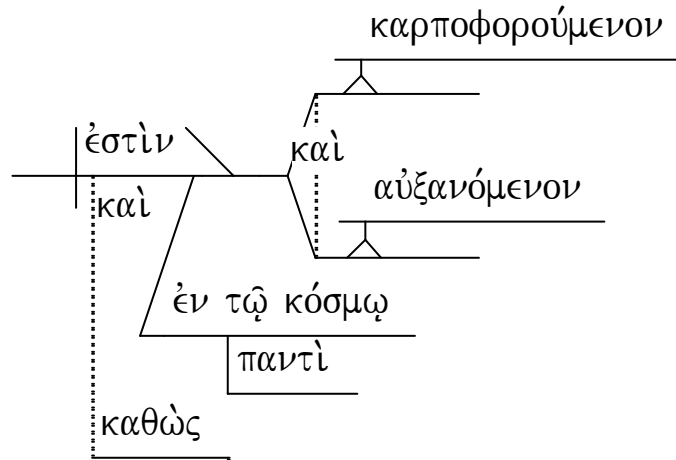 καρποφορούμενον
ἐστὶν
καὶ
καὶ
αὐξανόμενον
ἐν τῷ κόσμῳ
παντὶ
καθὼς